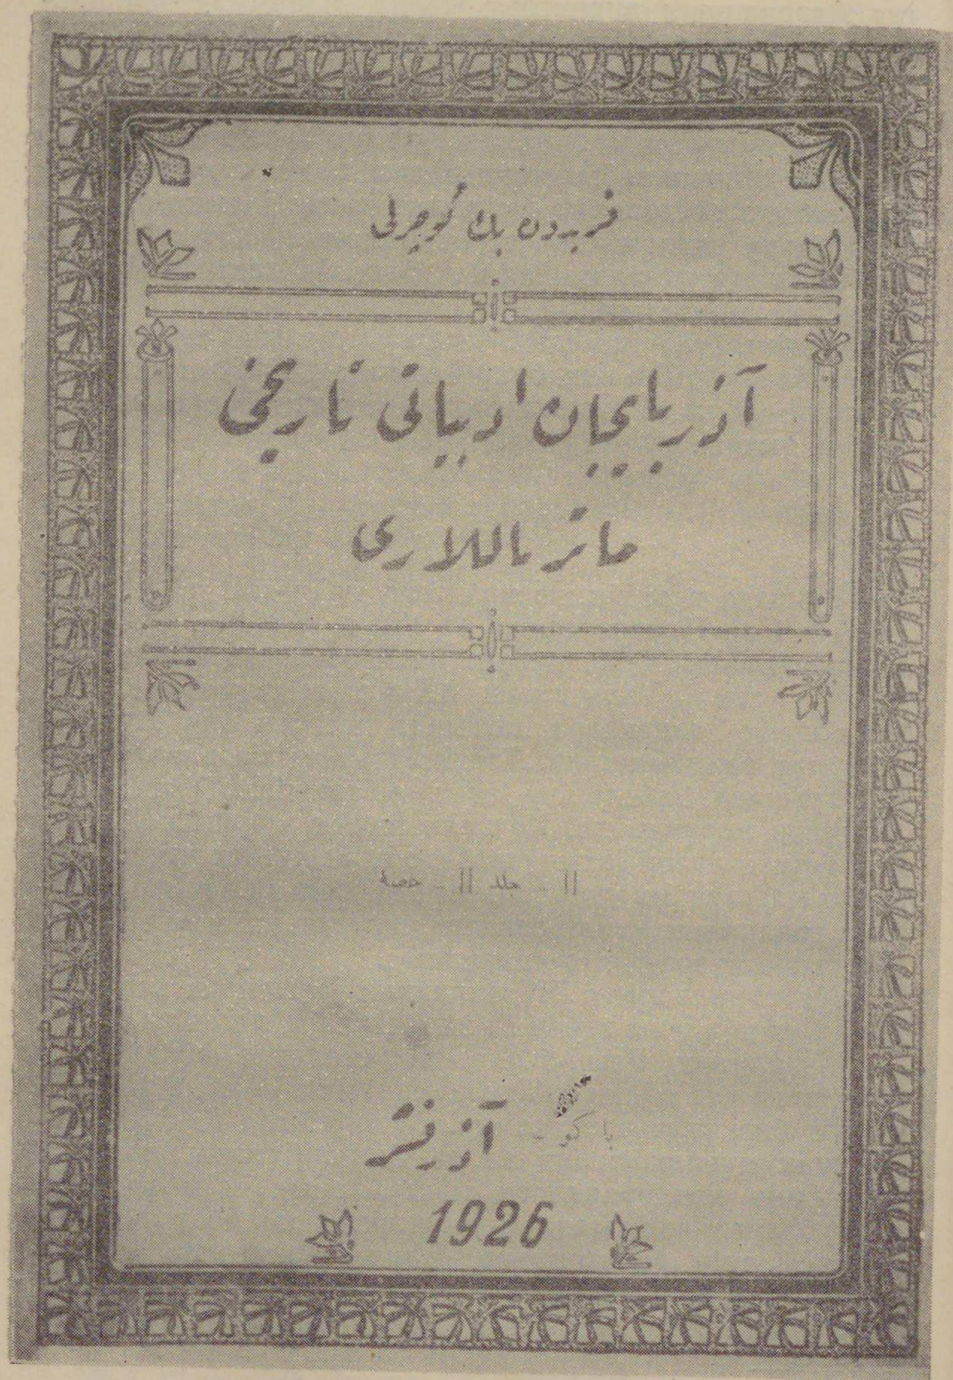 فریدون بك كوچرلی
آذربایجان ادبیاتی تاریخی
ماتریاللاری
II - جلد II - حصه
باكو - آذرنشر
1926